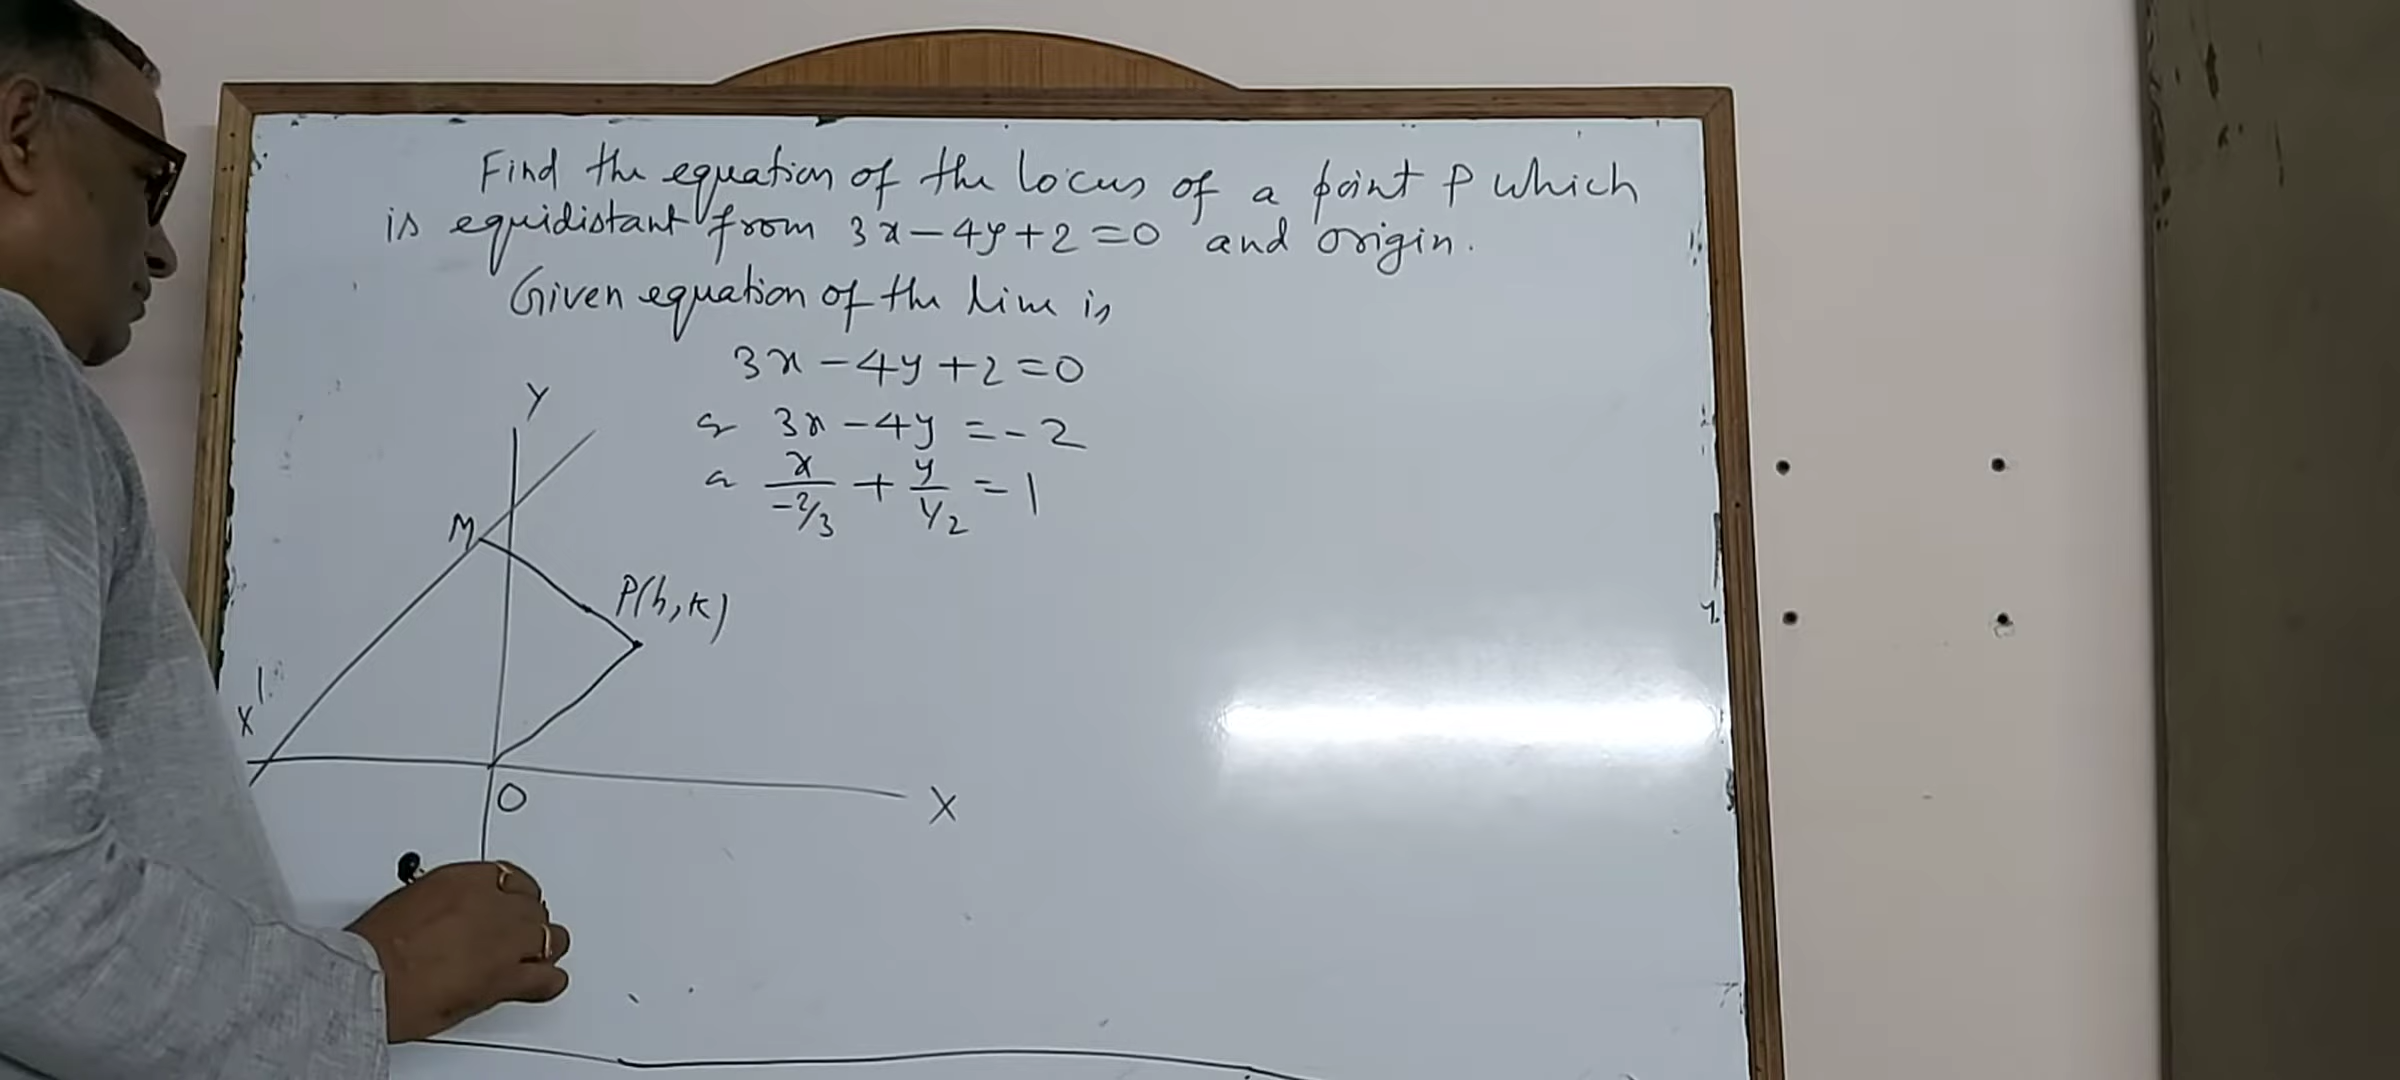 Find the equation of the locus of a point P which
is equidistant from 3x-4y+2=0 and origin.
Given equation of the line is
3x-4y+2=0
Y
or 3x-4y=-2
or x/(-2/3) + y/(1/2) = 1
M
P(h,k)
X'
O
X